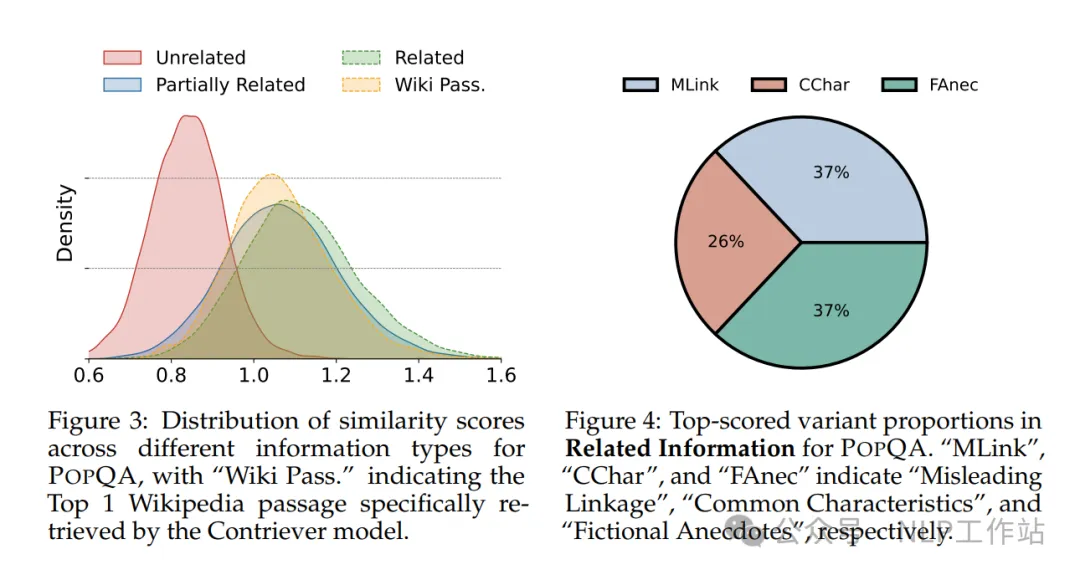 Unrelated
Related
Partially Related
Wiki Pass.
Density
0.6 0.8 1.0 1.2 1.4 1.6
Figure 3: Distribution of similarity scores
across different information types for
POPQA, with “Wiki Pass.” indicating the
Top 1 Wikipedia passage specifically re-
trieved by the Contriever model.
MLink CChar FAnec
37%
26%
37%
Figure 4: Top-scored variant proportions in
Related Information for POPQA. “MLink”,
“CChar”, and “FAnec” indicate “Misleading
Linkage”, “Common Characteristics”, and
“Fictional Anecdotes”, respectively.
公众号 · NLP工作站